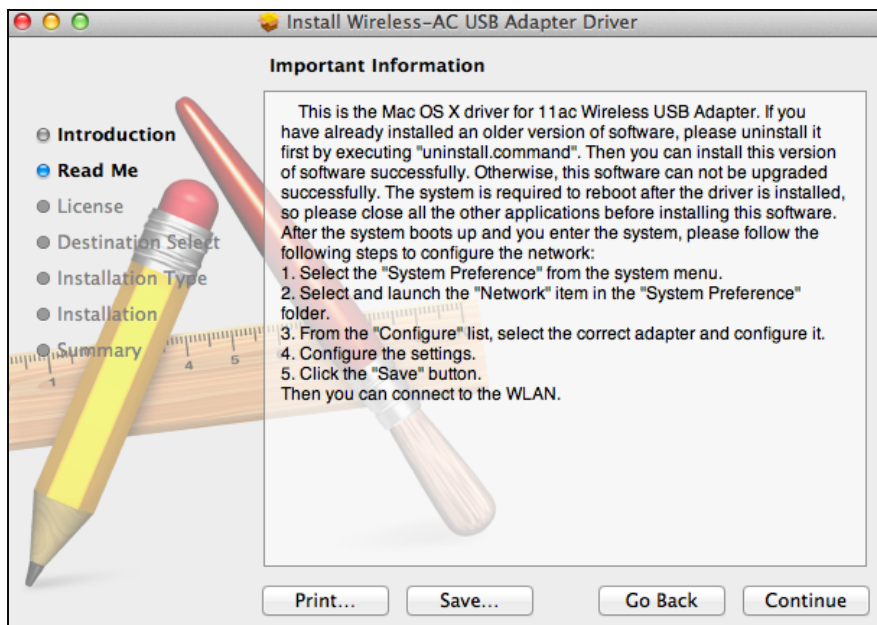 Install Wireless-AC USB Adapter Driver
Important Information
Introduction
Read Me
License
Destination Select
Installation Type
Installation
Summary
This is the Mac OS X driver for 11ac Wireless USB Adapter. If you
have already installed an older version of software, please uninstall it
first by executing "uninstall.command". Then you can install this version
of software successfully. Otherwise, this software can not be upgraded
successfully. The system is required to reboot after the driver is installed,
so please close all the other applications before installing this software.
After the system boots up and you enter the system, please follow the
following steps to configure the network:
1. Select the "System Preference" from the system menu.
2. Select and launch the "Network" item in the "System Preference"
folder.
3. From the "Configure" list, select the correct adapter and configure it.
4. Configure the settings.
5. Click the "Save" button.
Then you can connect to the WLAN.
1 4 5
Print... Save... Go Back Continue